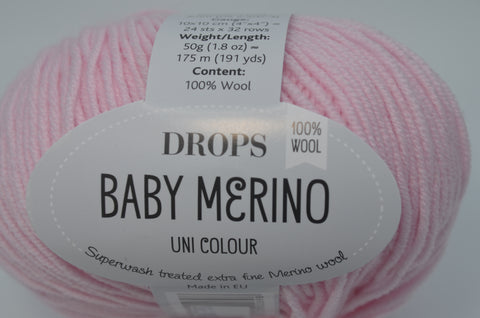 10x10 cm (4"x4") =
24 sts x 32 rows
Weight/Length:
50g (1.8 oz) =
175 m (191 yds)
Content:
100% Wool
DROPS
100%
WOOL
BABY MERINO
UNI COLOUR
Superwash treated extra fine Merino wool
Made in EU